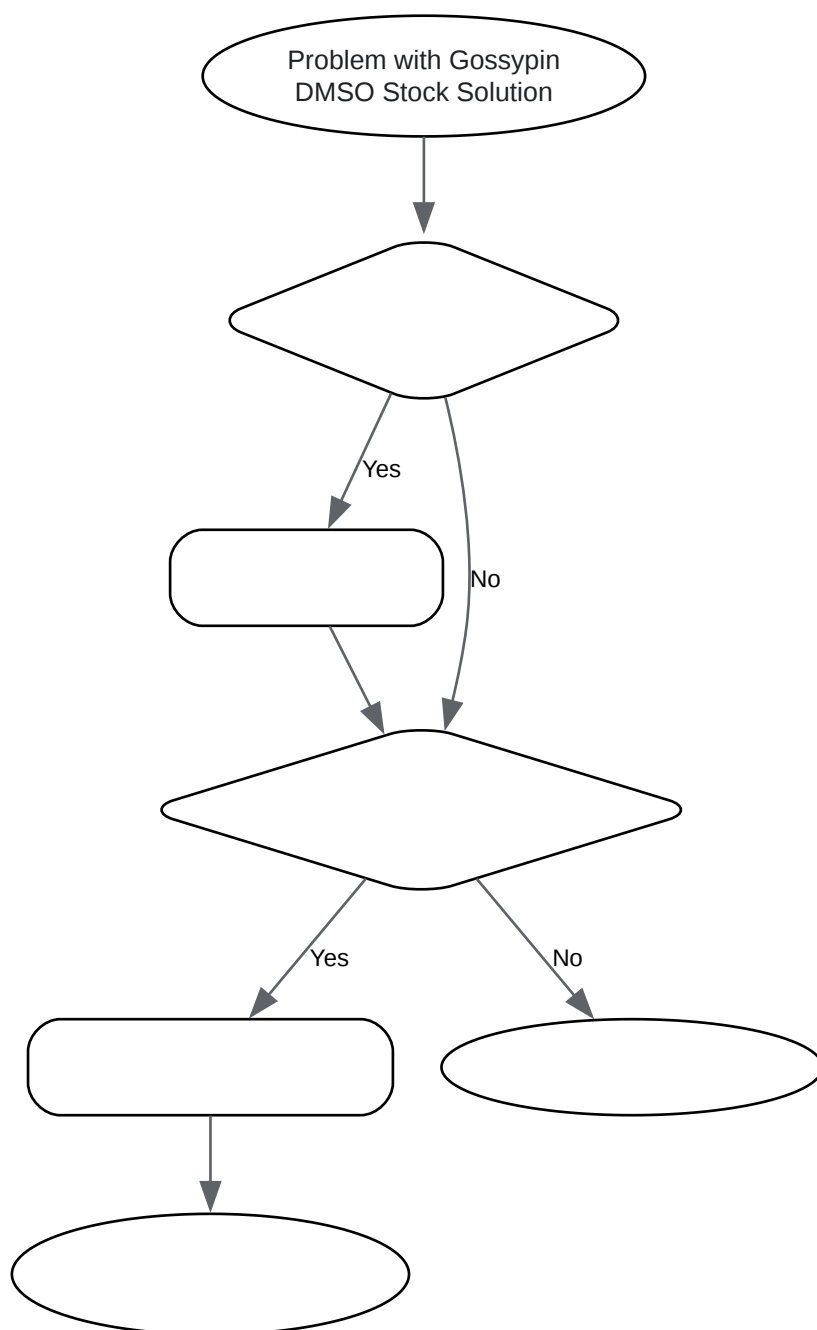 Problem with Gossypin
DMSO Stock Solution
Yes
No
Yes
No